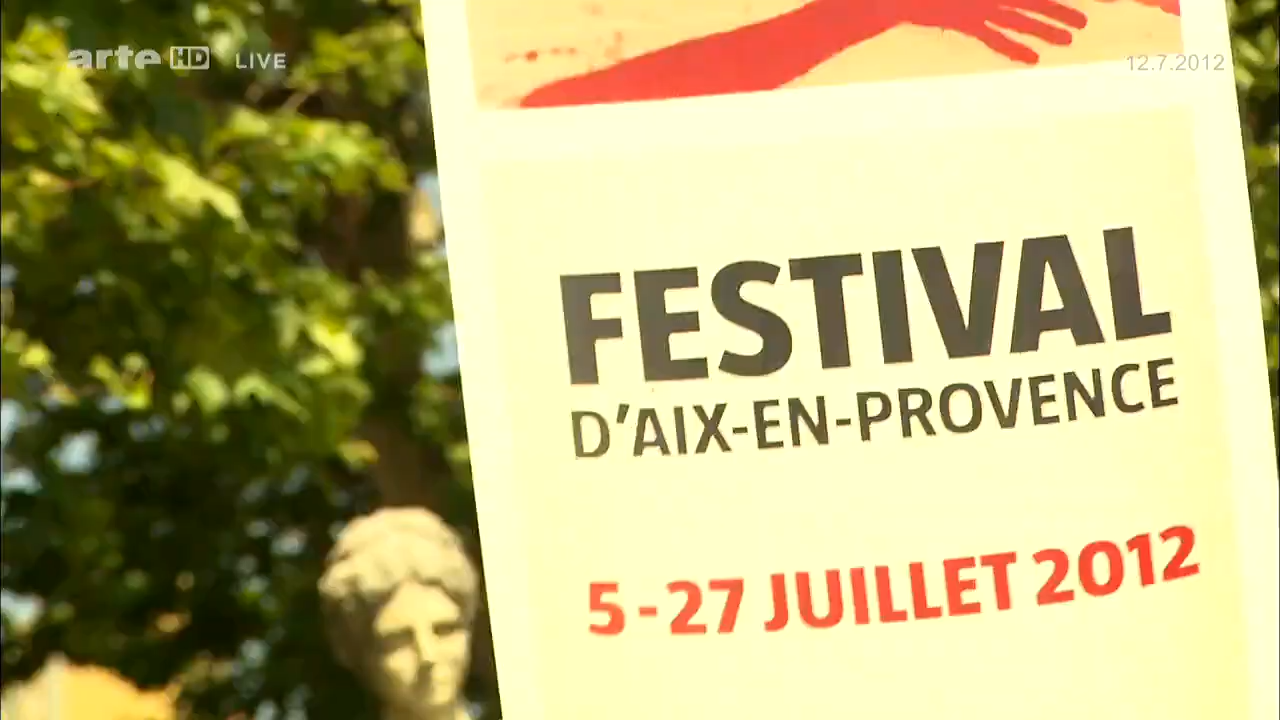 arte HD LIVE
12.7.2012
FESTIVAL
D'AIX-EN-PROVENCE
5-27 JUILLET 2012